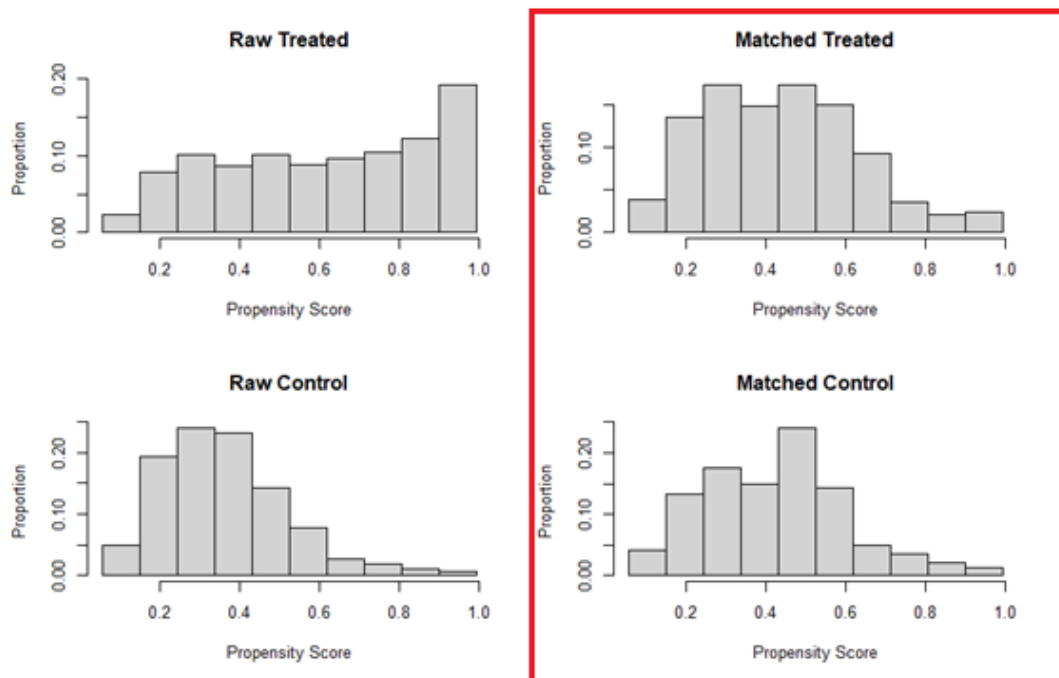 Raw Treated
Proportion
0.00 0.10 0.20
0.2 0.4 0.6 0.8 1.0
Propensity Score
Matched Treated
Proportion
0.00 0.10
0.2 0.4 0.6 0.8 1.0
Propensity Score
Raw Control
Proportion
0.00 0.10 0.20
0.2 0.4 0.6 0.8 1.0
Propensity Score
Matched Control
Proportion
0.00 0.10 0.20
0.2 0.4 0.6 0.8 1.0
Propensity Score